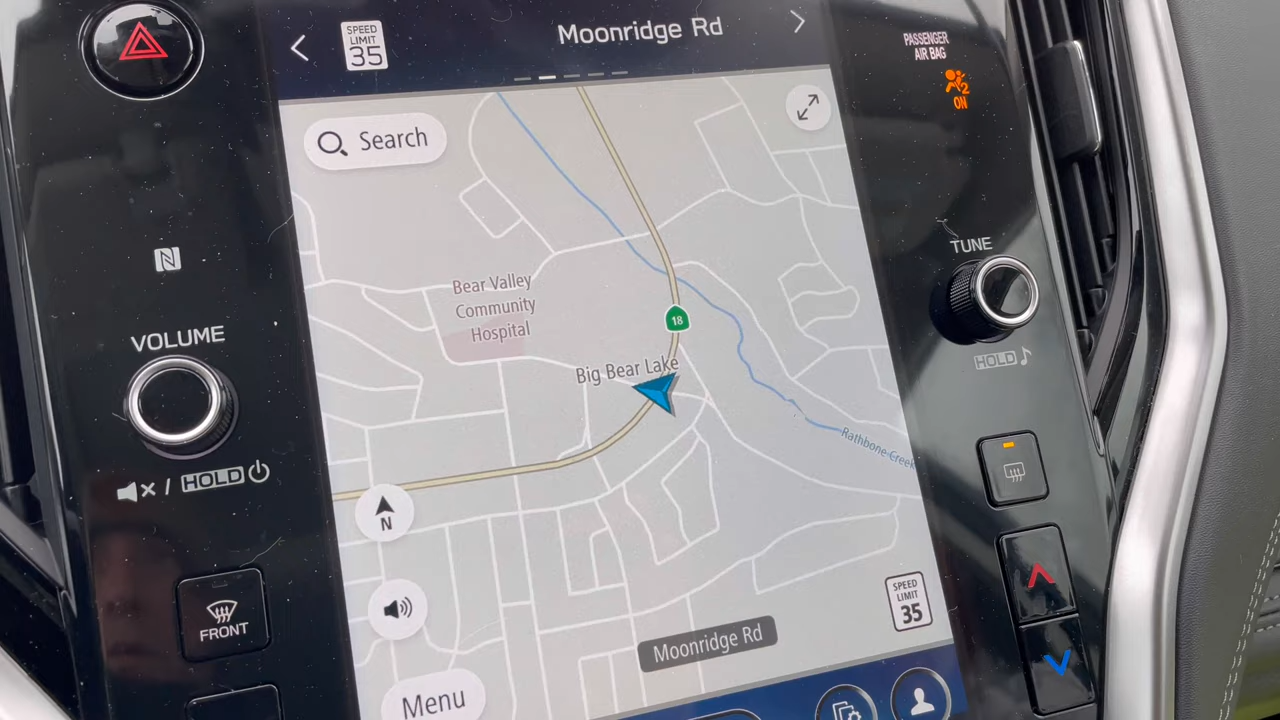 SPEED
LIMIT
35
Moonridge Rd
PASSENGER
AIR BAG
2
ON
Search
N
VOLUME
TUNE
HOLD
Bear Valley
Community
Hospital
18
Big Bear Lake
Rathbone Creek
/ HOLD
N
FRONT
SPEED
LIMIT
35
Moonridge Rd
Menu